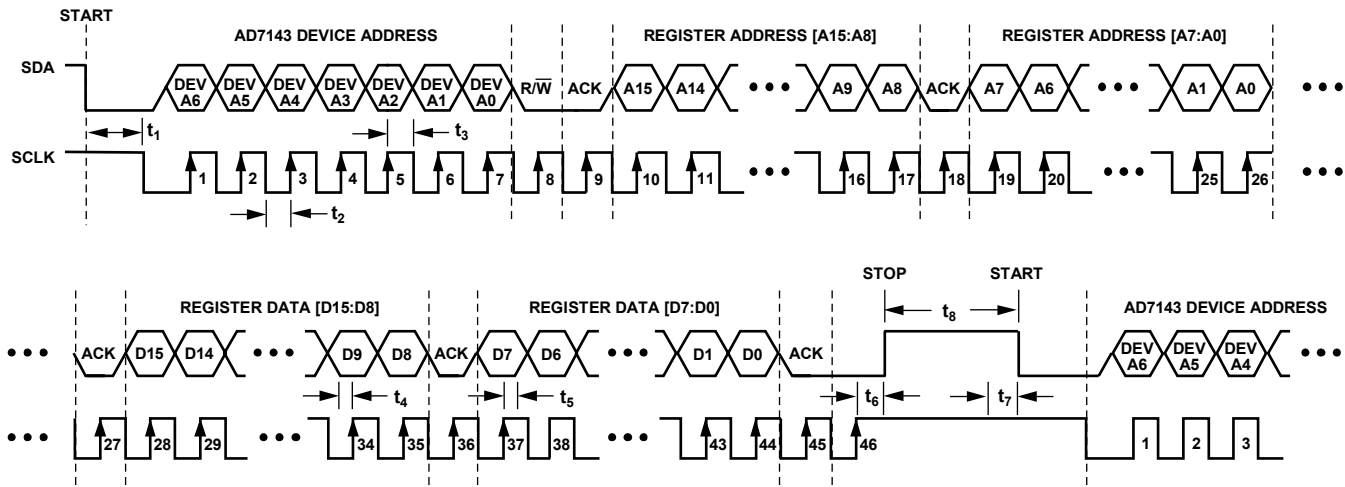 START
AD7143 DEVICE ADDRESS REGISTER ADDRESS [A15:A8] REGISTER ADDRESS [A7:A0]
SDA DEV A6 DEV A5 DEV A4 DEV A3 DEV A2 DEV A1 DEV A0 R/W ACK A15 A14 A9 A8 ACK A7 A6 A1 A0
t1 t3
SCLK 1 2 3 4 5 6 7 8 9 10 11 16 17 18 19 20 25 26
t2
STOP START
REGISTER DATA [D15:D8] REGISTER DATA [D7:D0] t8 AD7143 DEVICE ADDRESS
ACK D15 D14 D9 D8 ACK D7 D6 D1 D0 ACK DEV A6 DEV A5 DEV A4
t4 t5 t6 t7
27 28 29 34 35 36 37 38 43 44 45 46 1 2 3